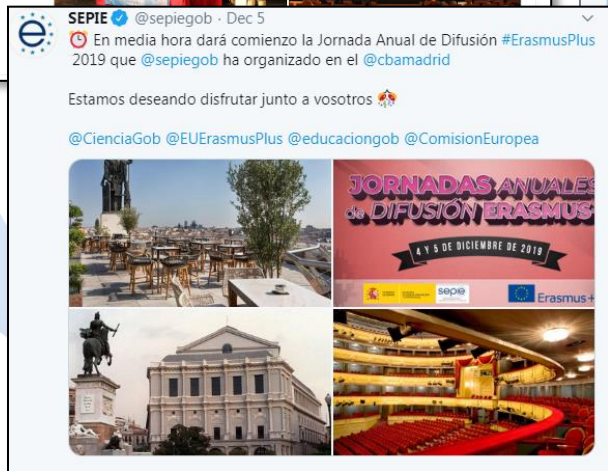 SEPIE @sepiegob · Dec 5
⏰ En media hora dará comienzo la Jornada Anual de Difusión #ErasmusPlus
2019 que @sepiegob ha organizado en el @cbamadrid
Estamos deseando disfrutar junto a vosotros 🎊
@CienciaGob @EUErasmusPlus @educaciongob @ComisionEuropea
JORNADAS ANUALES
de DIFUSIÓN ERASMUS+
4 Y 5 DE DICIEMBRE DE 2019
sepie
Erasmus+